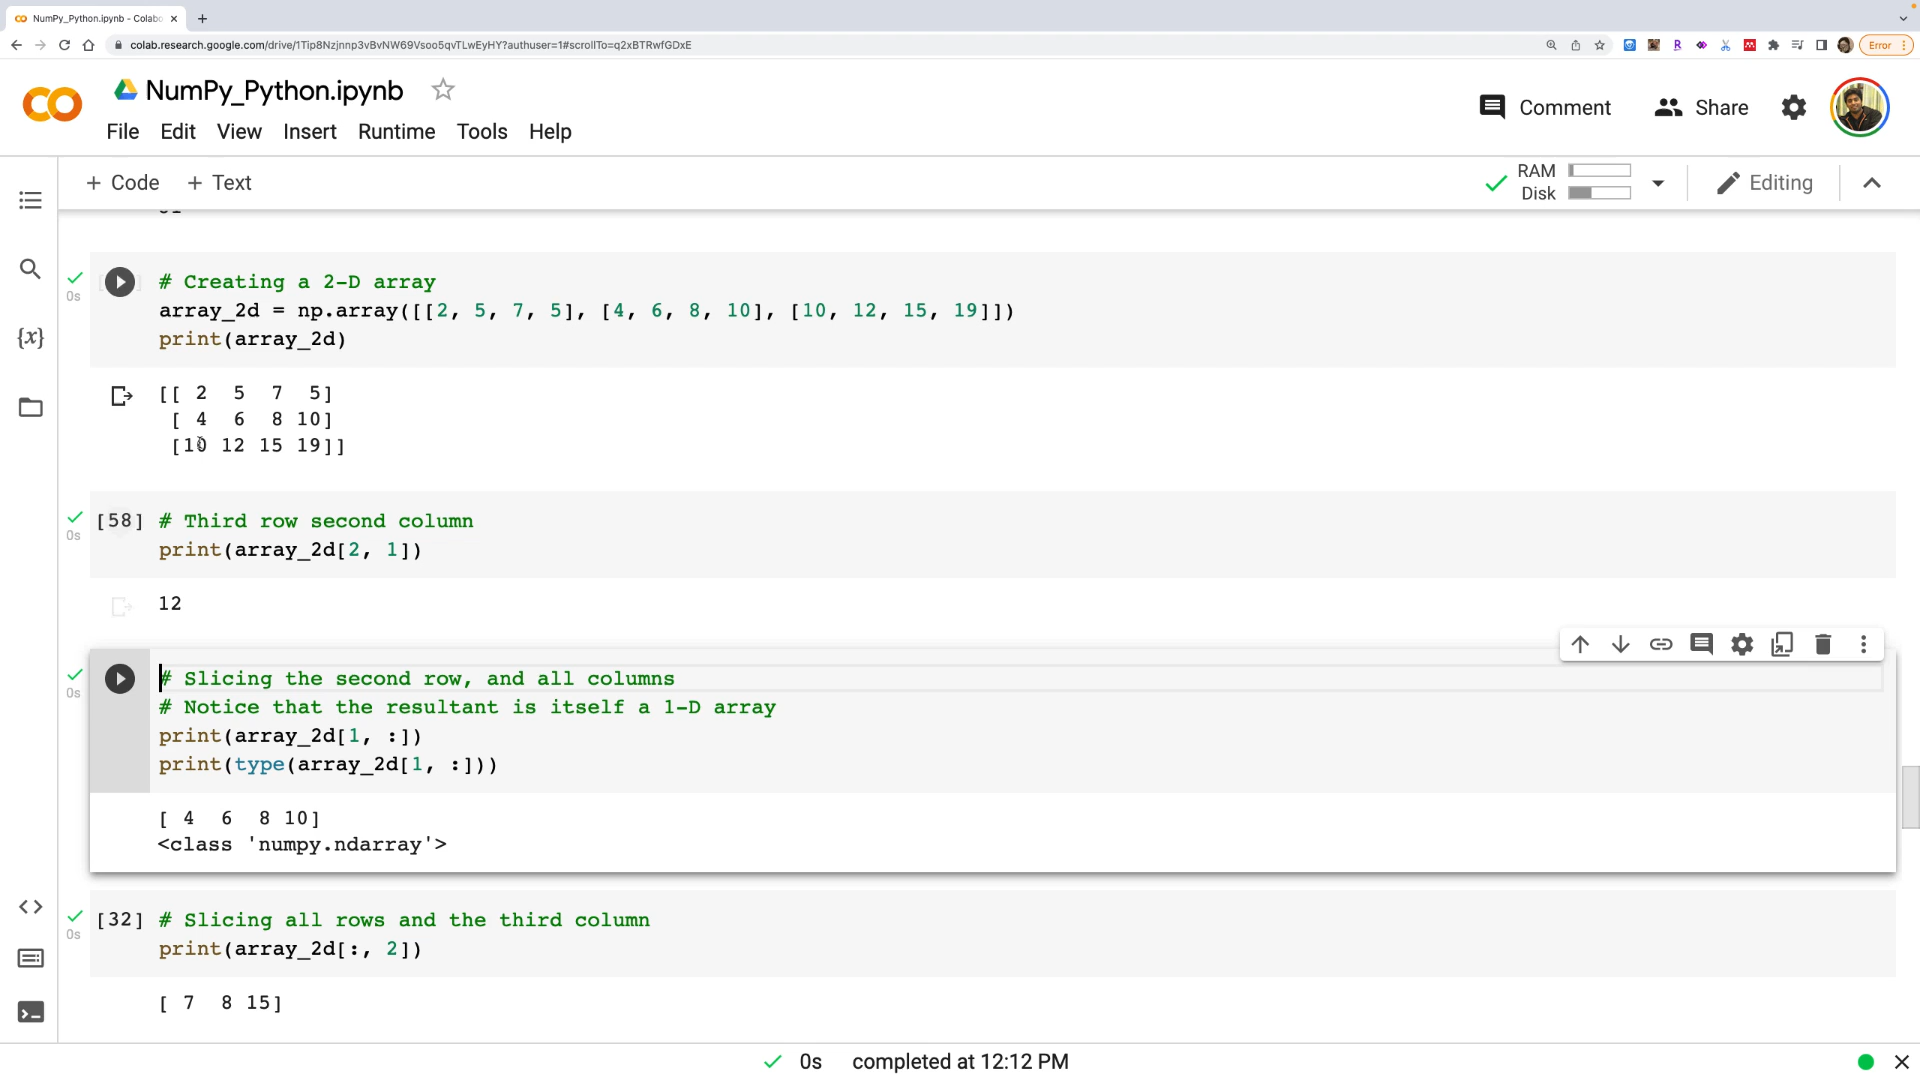 NumPy_Python.ipynb - Colabo
colab.research.google.com/drive/1Tip8Nzjnnp3vBvNW69Vsoo5qvTLwEyHY?authuser=1#scrollTo=q2xBTRwfGDxE
Error
NumPy_Python.ipynb
Comment
Share
File Edit View Insert Runtime Tools Help
+ Code + Text
RAM
Disk
Editing
# Creating a 2-D array
0s
array_2d = np.array([[2, 5, 7, 5], [4, 6, 8, 10], [10, 12, 15, 19]])
print(array_2d)
[[ 2 5 7 5]
[ 4 6 8 10]
[10 12 15 19]]
[58] # Third row second column
0s
print(array_2d[2, 1])
12
# Slicing the second row, and all columns
0s
# Notice that the resultant is itself a 1-D array
print(array_2d[1, :])
print(type(array_2d[1, :]))
[ 4 6 8 10]
<class 'numpy.ndarray'>
[32] # Slicing all rows and the third column
0s
print(array_2d[:, 2])
[ 7 8 15]
0s completed at 12:12 PM